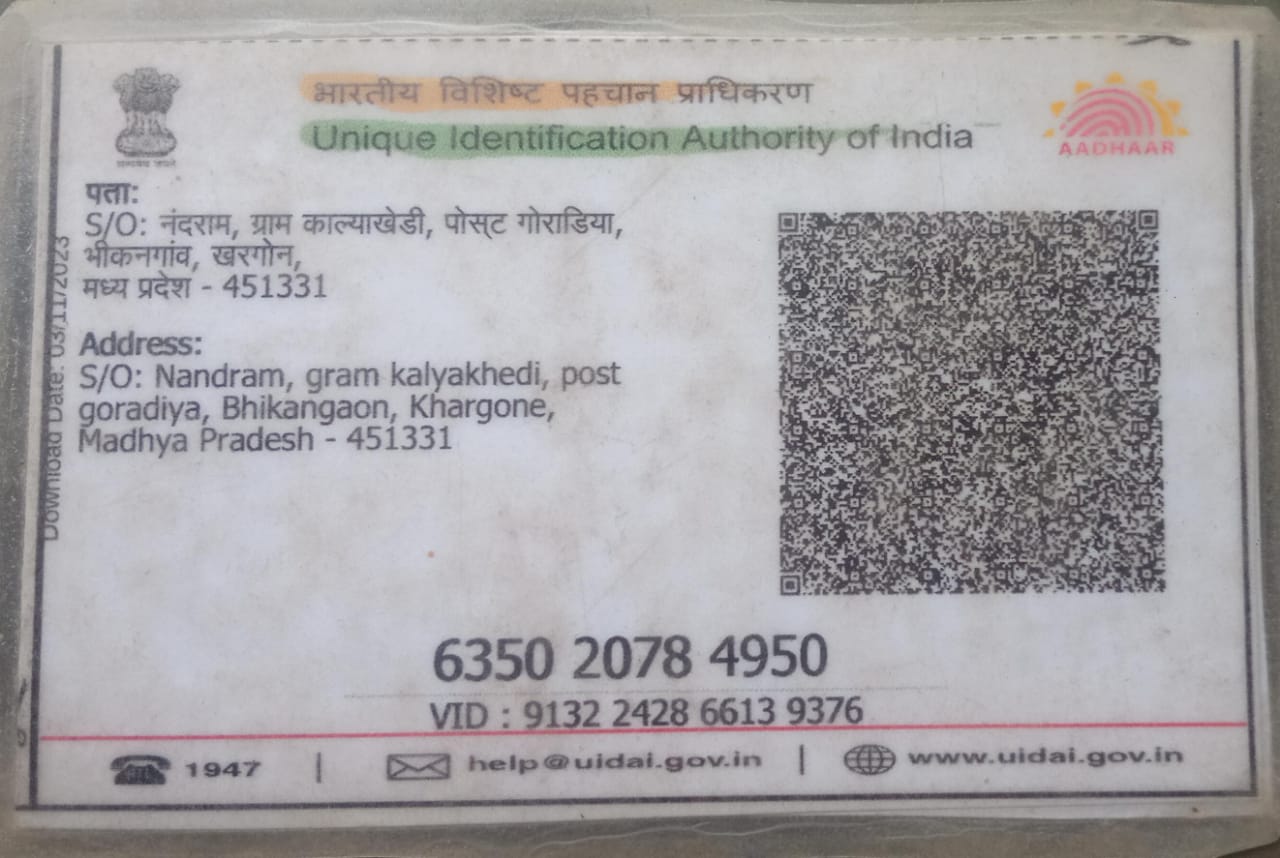 भारतीय विशिष्ट पहचान प्राधिकरण
Unique Identification Authority of India
AADHAAR
पता:
S/O: नंदराम, ग्राम काल्याखेडी, पोस्ट गोराडिया,
भीकनगांव, खरगोन,
मध्य प्रदेश - 451331
Address:
S/O: Nandram, gram kalyakhedi, post
goradiya, Bhikangaon, Khargone,
Madhya Pradesh - 451331
Download Date: 03/11/2023
6350 2078 4950
VID : 9132 2428 6613 9376
1947 | help@uidai.gov.in | www.uidai.gov.in